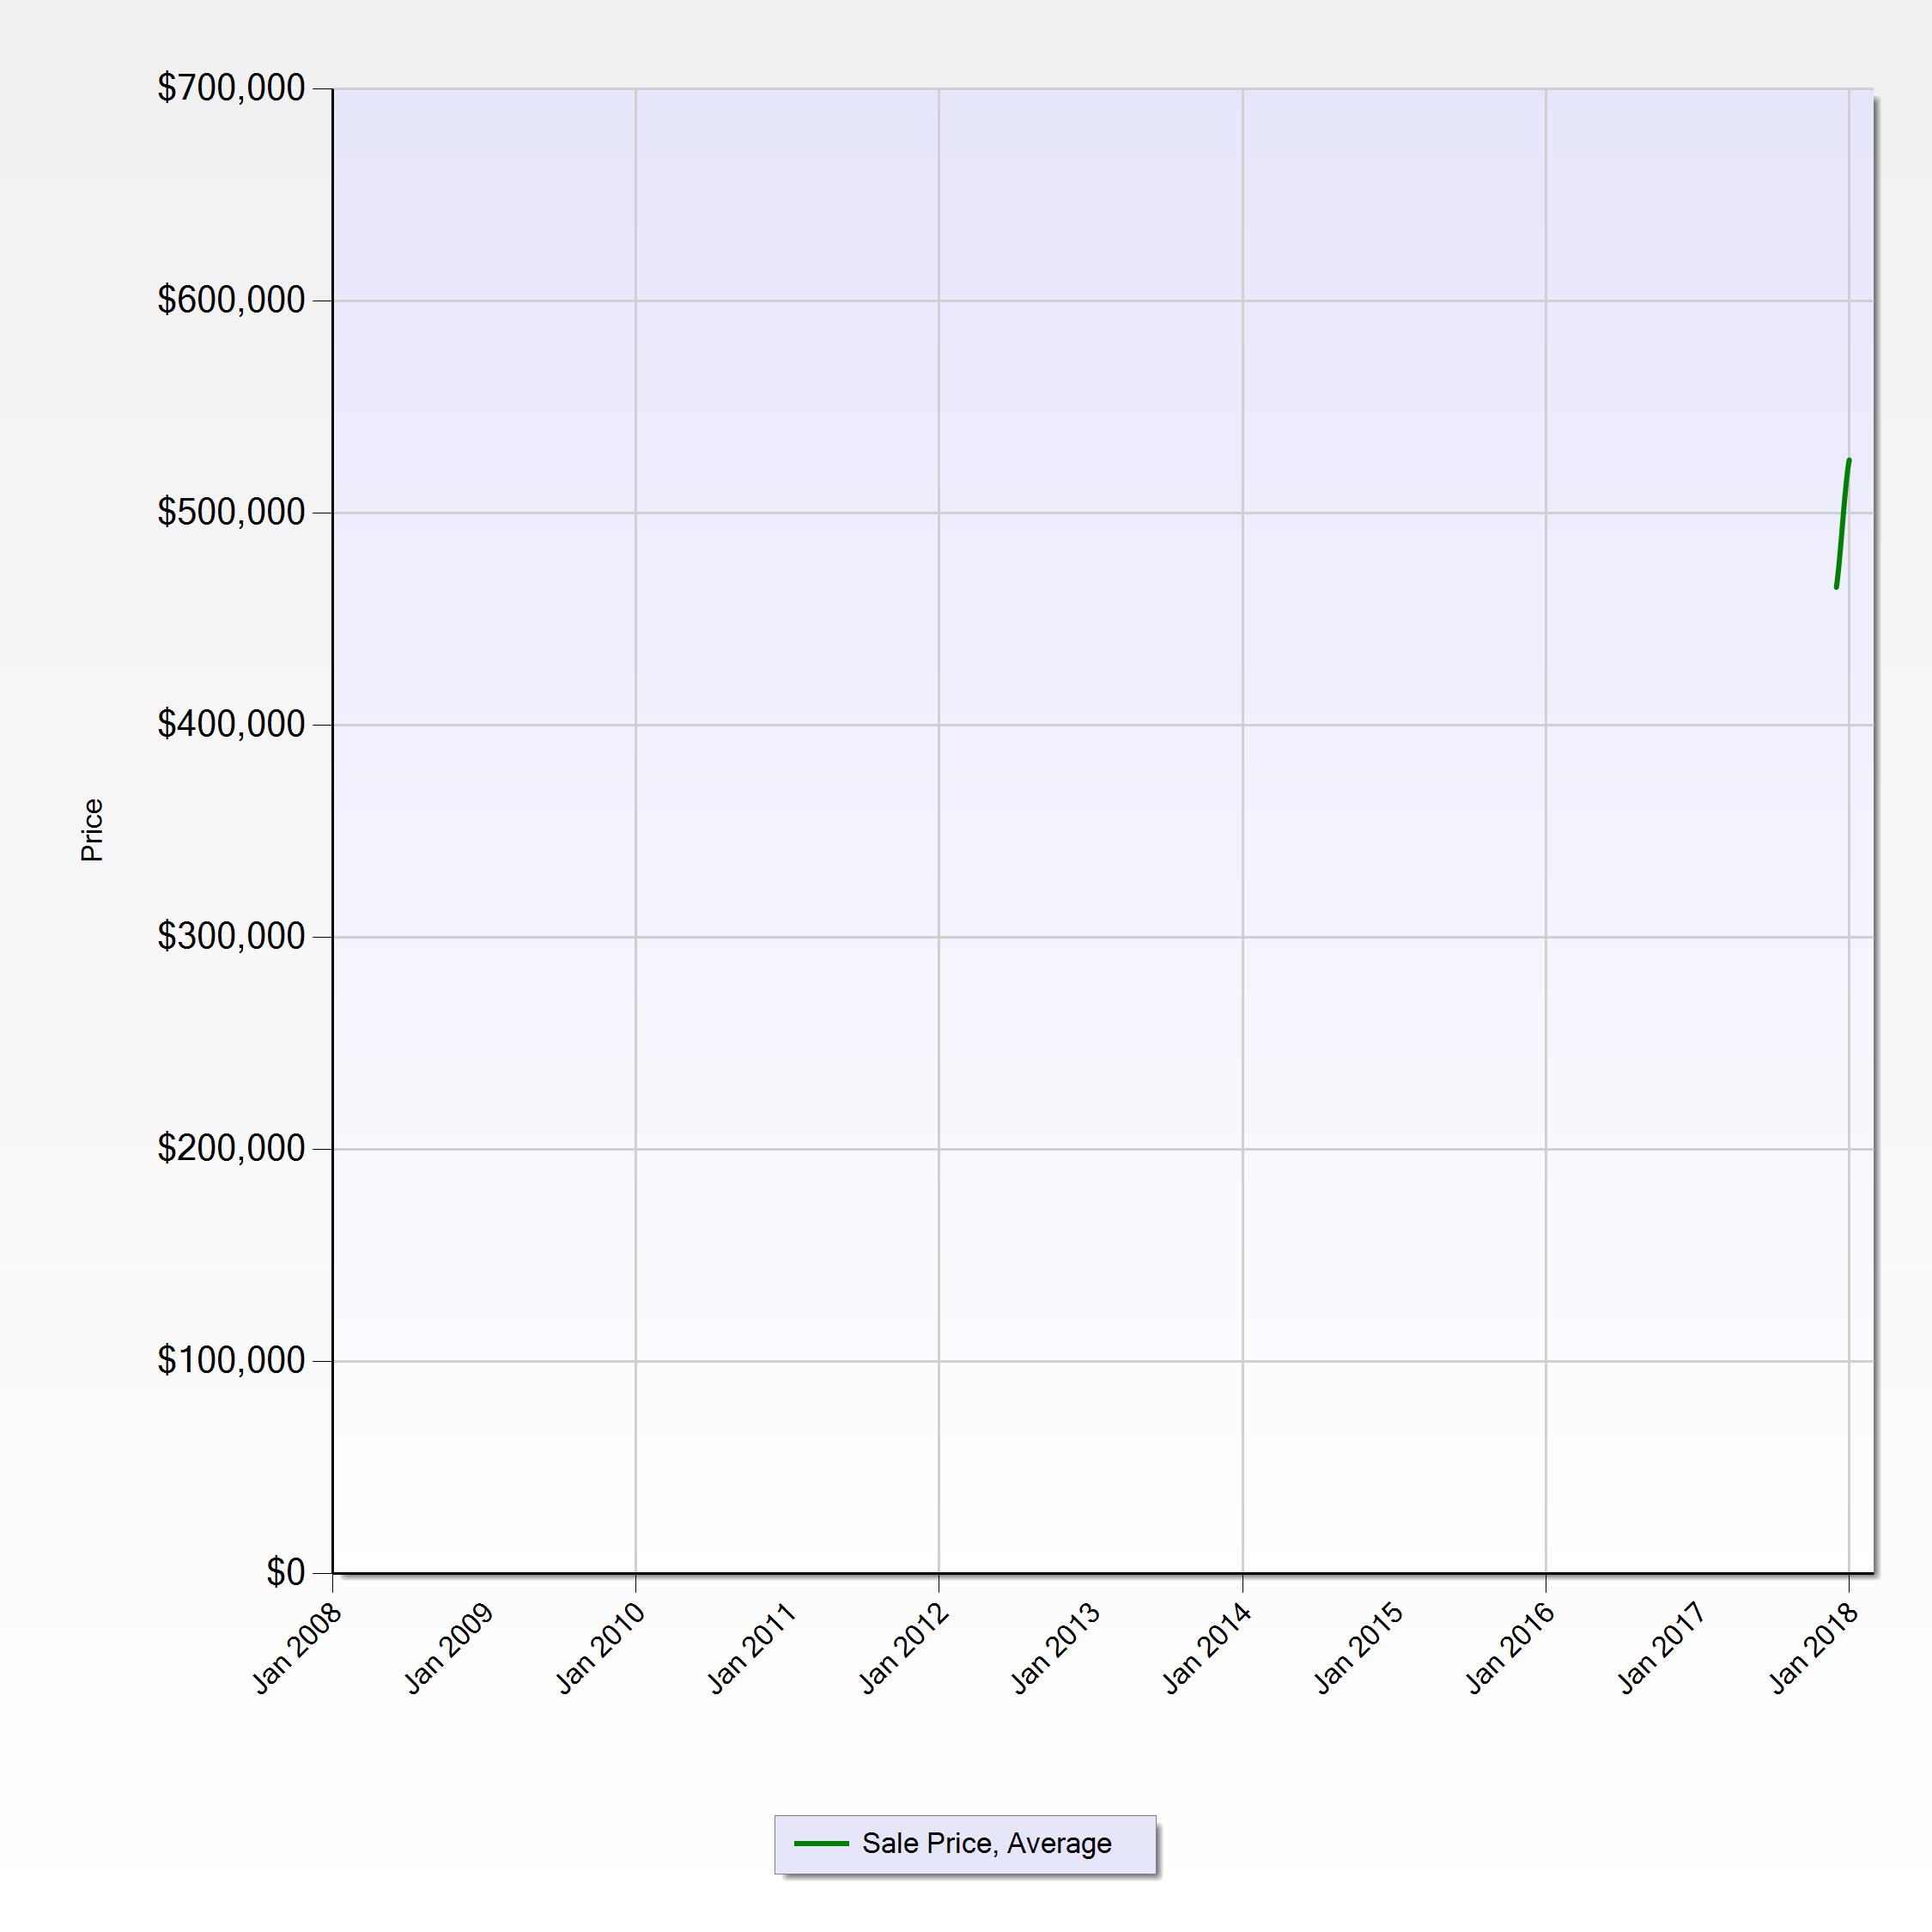 $700,000
$600,000
$500,000
$400,000
$300,000
$200,000
$100,000
$0
Price
Jan 2008
Jan 2009
Jan 2010
Jan 2011
Jan 2012
Jan 2013
Jan 2014
Jan 2015
Jan 2016
Jan 2017
Jan 2018
Sale Price, Average